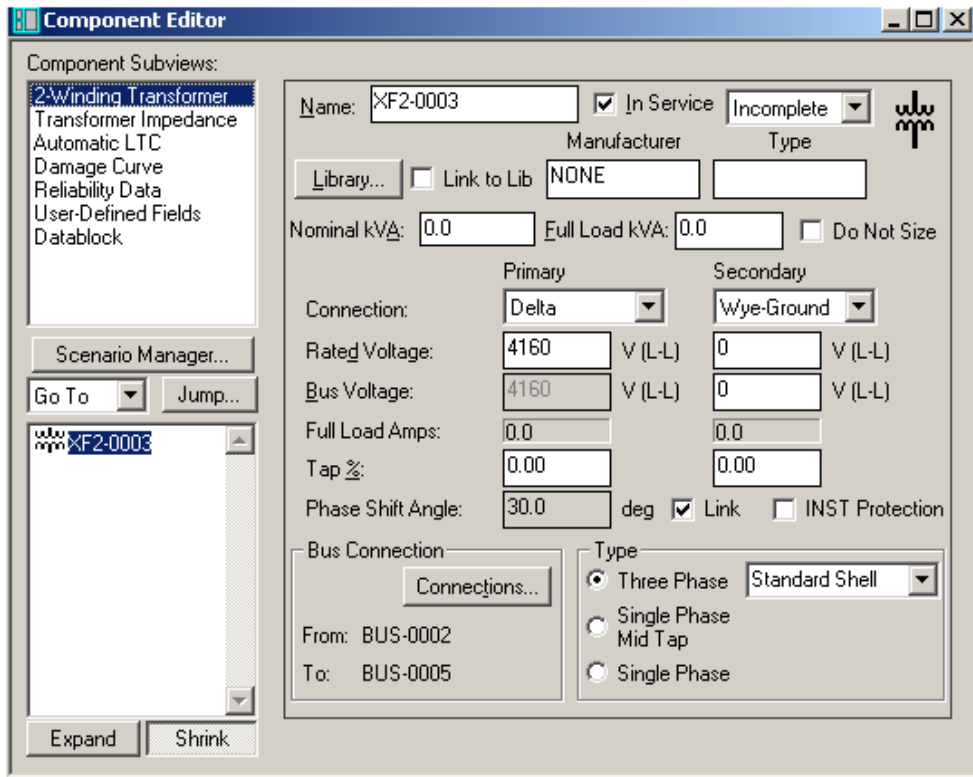 Component Editor
Component Subviews:
2-Winding Transformer
Transformer Impedance
Automatic LTC
Damage Curve
Reliability Data
User-Defined Fields
Datablock
Scenario Manager...
Go To Jump...
XF2-0003
Expand Shrink
Name: XF2-0003 In Service Incomplete
Manufacturer Type
Library... Link to Lib NONE
Nominal kVA: 0.0 Full Load kVA: 0.0 Do Not Size
Primary Secondary
Connection: Delta Wye-Ground
Rated Voltage: 4160 V (L-L) 0 V (L-L)
Bus Voltage: 4160 V (L-L) 0 V (L-L)
Full Load Amps: 0.0 0.0
Tap %: 0.00 0.00
Phase Shift Angle: 30.0 deg Link INST Protection
Bus Connection
Connections...
From: BUS-0002
To: BUS-0005
Type
Three Phase Standard Shell
Single Phase
Mid Tap
Single Phase